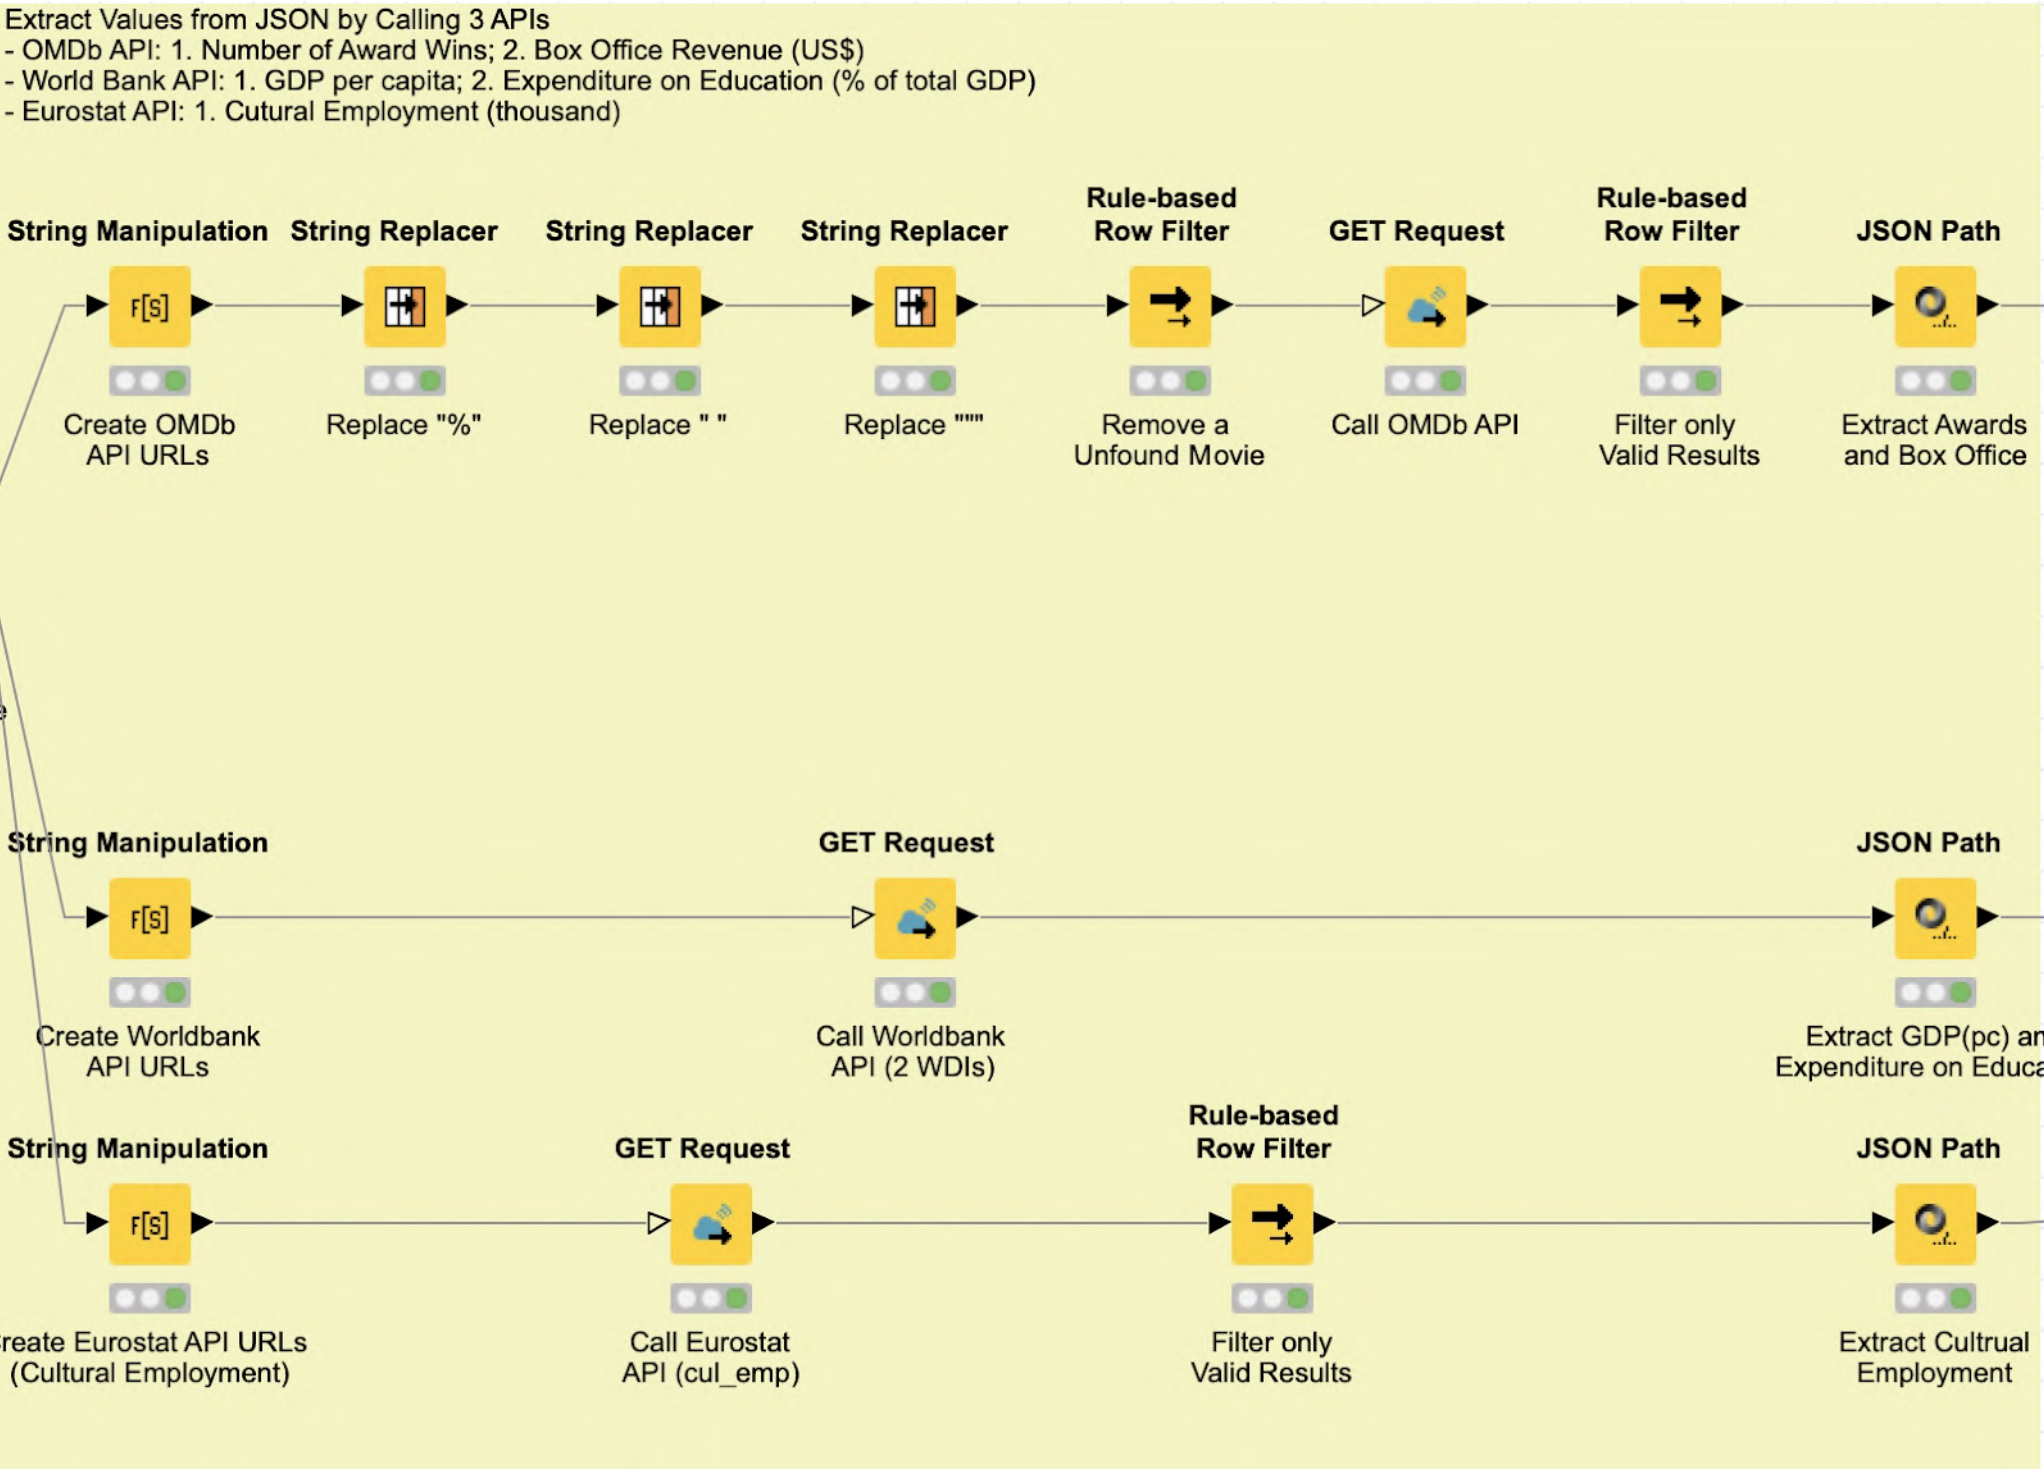 Extract Values from JSON by Calling 3 APIs
- OMDb API: 1. Number of Award Wins; 2. Box Office Revenue (US$)
- World Bank API: 1. GDP per capita; 2. Expenditure on Education (% of total GDP)
- Eurostat API: 1. Cutural Employment (thousand)
Rule-based
Row Filter
Rule-based
Row Filter
String Manipulation
String Replacer
String Replacer
String Replacer
GET Request
JSON Path
F[S]
Create OMDb
API URLs
Replace "%"
Replace " "
Replace """
Remove a
Unfound Movie
Call OMDb API
Filter only
Valid Results
Extract Awards
and Box Office
e
String Manipulation
GET Request
JSON Path
F[S]
Create Worldbank
API URLs
Call Worldbank
API (2 WDIs)
Extract GDP(pc) an
Expenditure on Educa
String Manipulation
GET Request
Rule-based
Row Filter
JSON Path
F[S]
reate Eurostat API URLs
(Cultural Employment)
Call Eurostat
API (cul_emp)
Filter only
Valid Results
Extract Cultrual
Employment